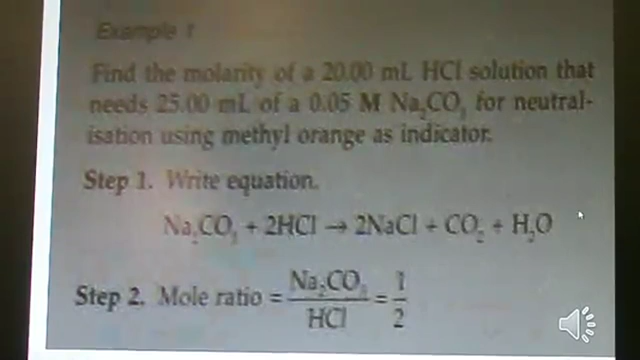 Example 1
Find the molarity of a 20.00 mL HCl solution that
needs 25.00 mL of a 0.05 M Na₂CO₃ for neutral-
isation using methyl orange as indicator.
Step 1. Write equation.
Na₂CO₃ + 2HCl → 2NaCl + CO₂ + H₂O
Step 2. Mole ratio = Na₂CO₃/HCl = 1/2